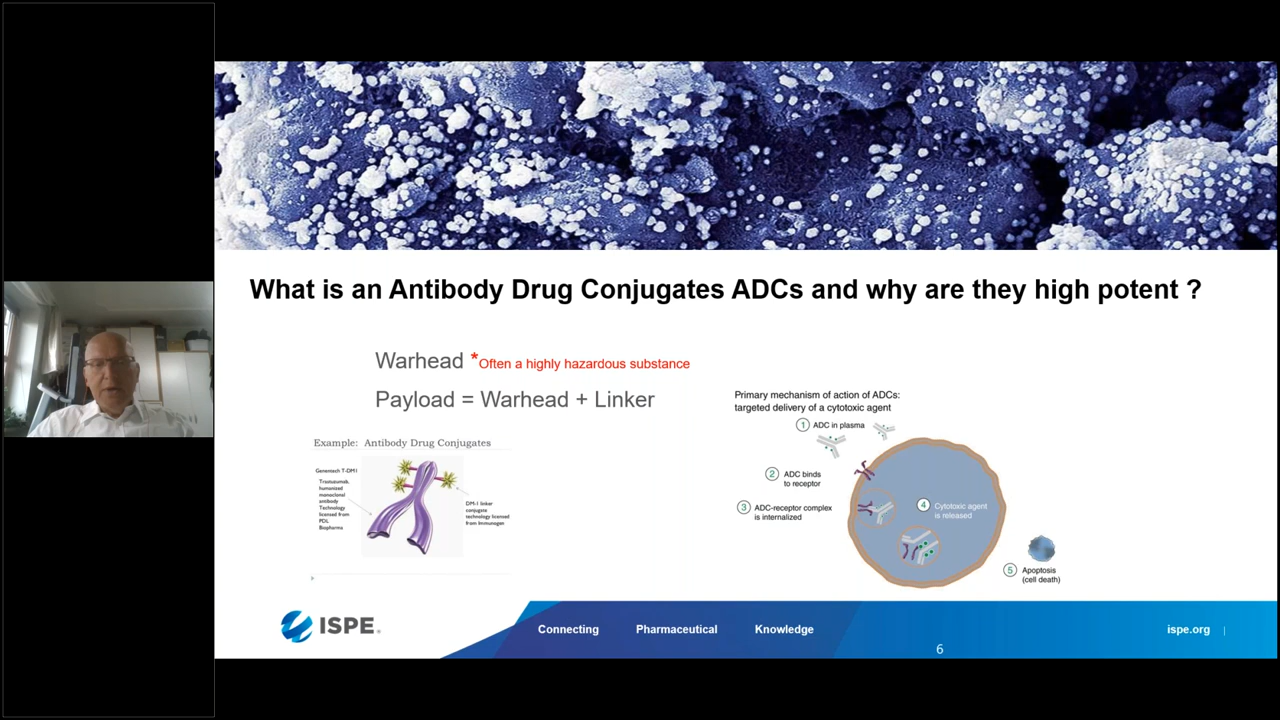 What is an Antibody Drug Conjugates ADCs and why are they high potent ?
Warhead *Often a highly hazardous substance
Payload = Warhead + Linker
Example: Antibody Drug Conjugates
Genentech T-DM1
Trastuzumab,
humanized
monoclonal
antibody
Technology
licensed from
PDL
Biopharma
DM-1 linker
conjugate
technology licensed
from Immunogen
Primary mechanism of action of ADCs:
targeted delivery of a cytotoxic agent
1 ADC in plasma
2 ADC binds
to receptor
3 ADC-receptor complex
is internalized
4 Cytotoxic agent
is released
5 Apoptosis
(cell death)
ISPE®
Connecting Pharmaceutical Knowledge
ispe.org |
6